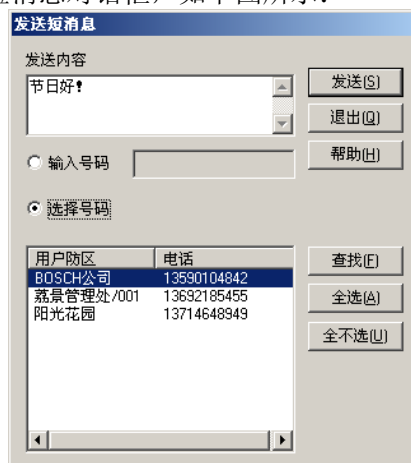 发送短消息
发送内容
节日好!
发送(S)
退出(Q)
帮助(H)
输入号码
选择号码
用户防区 电话
BOSCH公司 13590104842
荔景管理处/001 13692185455
阳光花园 13714648949
查找(F)
全选(A)
全不选(U)